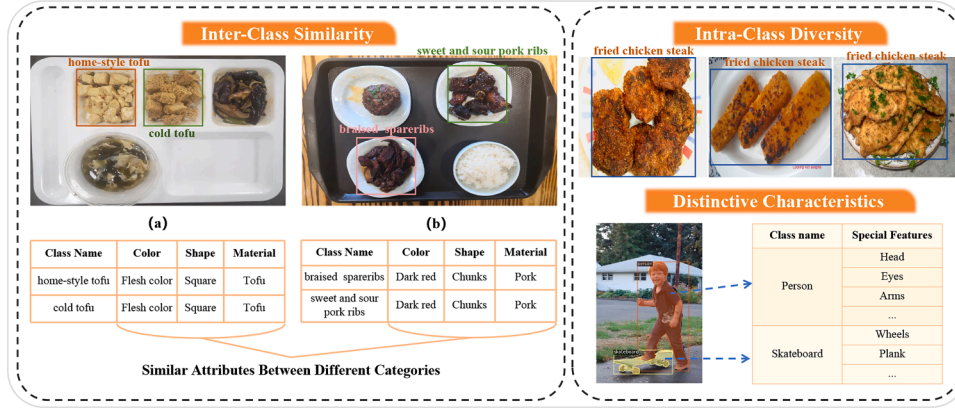 Inter-Class Similarity
home-style tofu
cold tofu
(a)
sweet and sour pork ribs
braised spareribs
(b)
Class Name Color Shape Material
home-style tofu Flesh color Square Tofu
cold tofu Flesh color Square Tofu
Class Name Color Shape Material
braised spareribs Dark red Chunks Pork
sweet and sour
pork ribs Dark red Chunks Pork
Similar Attributes Between Different Categories
Intra-Class Diversity
fried chicken steak
fried chicken steak
fried chicken steak
Distinctive Characteristics
person
skateboard
Class name Special Features
Person
Head
Eyes
Arms
...
Skateboard
Wheels
Plank
...